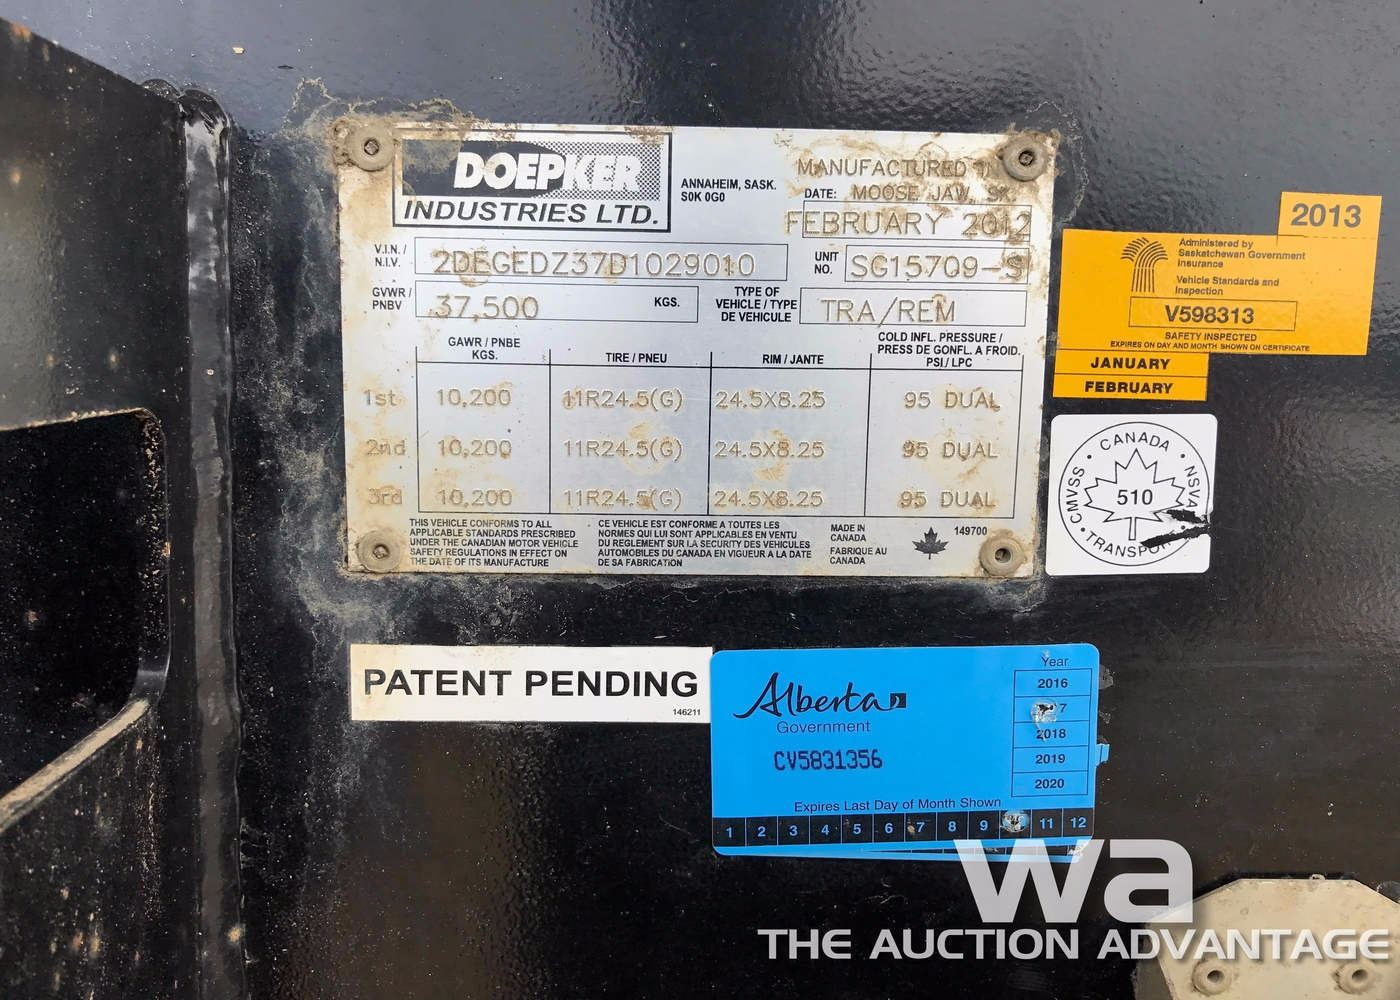 DOEPKER
INDUSTRIES LTD.
ANNAHEIM, SASK.
S0K 0G0
MANUFACTURED IN
DATE: MOOSE JAW, SK
FEBRUARY 2012
V.I.N. /
N.I.V.
2DEGEDZ37D1029010
UNIT
NO.
SG15709-S
GVWR /
PNBV
37,500
KGS.
TYPE OF
VEHICLE / TYPE
DE VEHICULE
TRA/REM
GAWR / PNBE
KGS.
TIRE / PNEU
RIM / JANTE
COLD INFL. PRESSURE /
PRESS DE GONFL. A FROID.
PSI / LPC
1st 10,200 11R24.5(G) 24.5X8.25 95 DUAL
2nd 10,200 11R24.5(G) 24.5X8.25 95 DUAL
3rd 10,200 11R24.5(G) 24.5X8.25 95 DUAL
THIS VEHICLE CONFORMS TO ALL
APPLICABLE STANDARDS PRESCRIBED
UNDER THE CANADIAN MOTOR VEHICLE
SAFETY REGULATIONS IN EFFECT ON
THE DATE OF ITS MANUFACTURE
CE VEHICLE EST CONFORME A TOUTES LES
NORMES QUI LUI SONT APPLICABLES EN VENTU
DU REGLEMENT SUR LA SECURITY DES VEHICULES
AUTOMOBILES DU CANADA EN VIGUEUR A LA DATE
DE SA FABRICATION
MADE IN
CANADA
FABRIQUE AU
CANADA
149700
2013
Administered by
Saskatchewan Government
Insurance
Vehicle Standards and
Inspection
V598313
SAFETY INSPECTED
EXPIRES ON DAY AND MONTH SHOWN ON CERTIFICATE
JANUARY
FEBRUARY
CANADA
CMVSS
NSVA
510
TRANSPORT
PATENT PENDING
146211
Alberta
Government
CV5831356
Year
2016
7
2018
2019
2020
Expires Last Day of Month Shown
1 2 3 4 5 6 7 8 9 11 12
wa
THE AUCTION ADVANTAGE